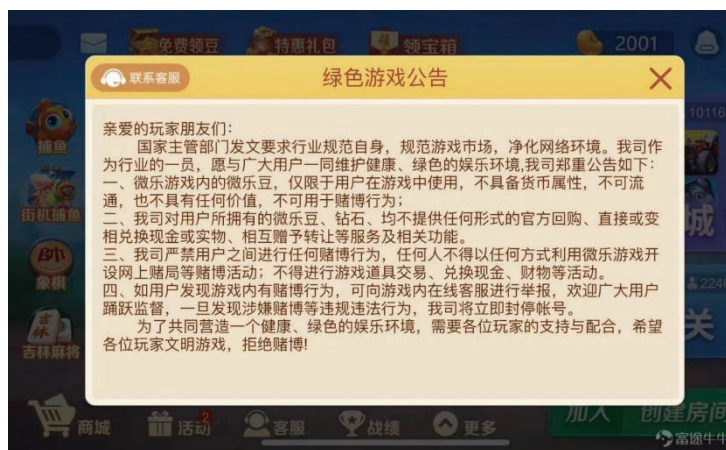 免费领豆
特惠礼包
领宝箱
2001
联系客服
绿色游戏公告
亲爱的玩家朋友们：
国家主管部门发文要求行业规范自身，规范游戏市场，净化网络环境。我司作
为行业的一员，愿与广大用户一同维护健康、绿色的娱乐环境,我司郑重公告如下：
一、微乐游戏内的微乐豆，仅限于用户在游戏中使用，不具备货币属性，不可流
通，也不具有任何价值，不可用于赌博行为；
二、我司对用户所拥有的微乐豆、钻石、均不提供任何形式的官方回购、直接或变
相兑换现金或实物、相互赠予转让等服务及相关功能。
三、我司严禁用户之间进行任何赌博行为，任何人不得以任何方式利用微乐游戏开
设网上赌局等赌博活动；不得进行游戏道具交易、兑换现金、财物等活动。
四、如用户发现游戏内有赌博行为，可向游戏内在线客服进行举报，欢迎广大用户
踊跃监督，一旦发现涉嫌赌博等违规违法行为，我司将立即封停帐号。
为了共同营造一个健康、绿色的娱乐环境，需要各位玩家的支持与配合，希望
各位玩家文明游戏，拒绝赌博!
10116
捕鱼
街机捕鱼
城
象棋
2246
关
吉林麻将
商城
活动
2
客服
战绩
更多
加入
创建房间
富途牛牛